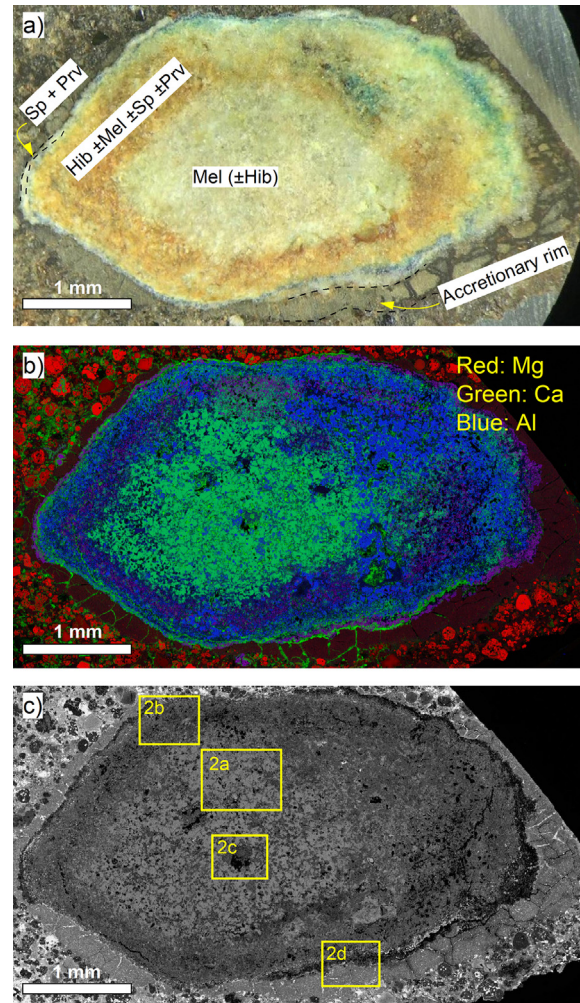 a)
Sp + Prv
Hib ±Mel ±Sp ±Prv
Mel (±Hib)
Accretionary rim
1 mm
b)
Red: Mg
Green: Ca
Blue: Al
1 mm
c)
2b
2a
2c
2d
1 mm